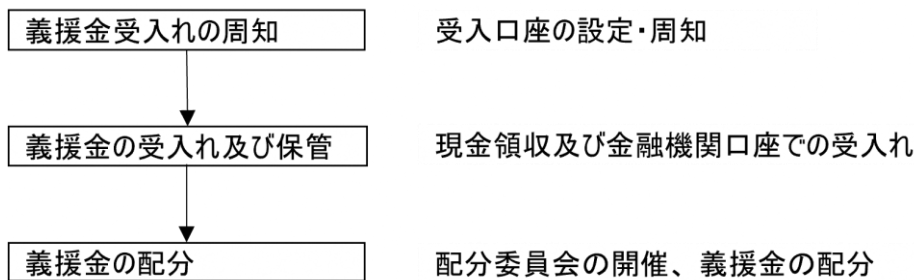 義援金受入れの周知
受入口座の設定・周知
義援金の受入れ及び保管
現金領収及び金融機関口座での受入れ
義援金の配分
配分委員会の開催、義援金の配分